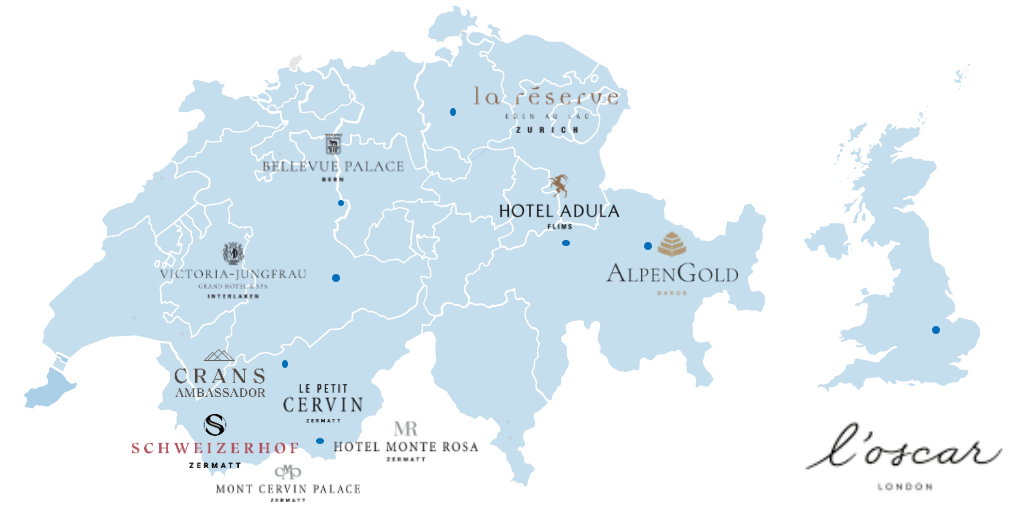 la réserve
EDEN AU LAC
ZURICH
BELLEVUE PALACE
BERN
HOTEL ADULA
FLIMS
VICTORIA-JUNGFRAU
GRAND HOTEL & SPA
INTERLAKEN
ALPENGOLD
DAVOS
CRANS
AMBASSADOR
LE PETIT
CERVIN
ZERMATT
S
SCHWEIZERHOF
ZERMATT
MR
HOTEL MONTE ROSA
ZERMATT
CMP
MONT CERVIN PALACE
ZERMATT
l'oscar
LONDON